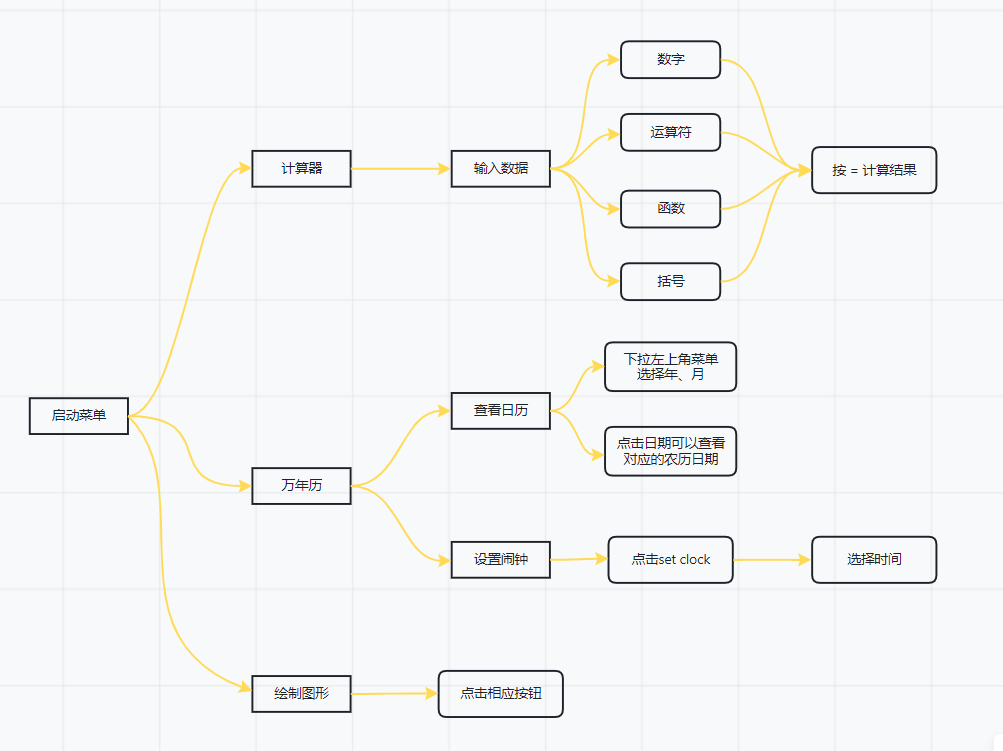 数字
运算符
计算器
输入数据
按 = 计算结果
函数
括号
下拉左上角菜单
选择年、月
启动菜单
查看日历
点击日期可以查看
对应的农历日期
万年历
设置闹钟
点击set clock
选择时间
绘制图形
点击相应按钮